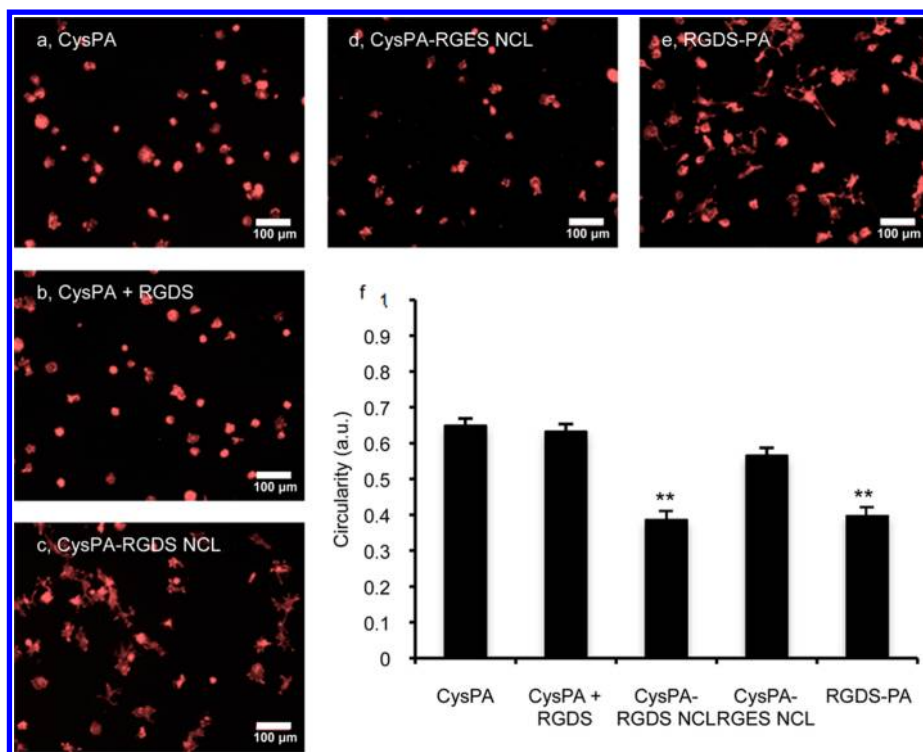 a, CysPA
100 μm
b, CysPA + RGDS
100 μm
c, CysPA-RGDS NCL
100 μm
d, CysPA-RGES NCL
100 μm
e, RGDS-PA
100 μm
f
1
0.9
0.8
0.7
0.6
0.5
0.4
0.3
0.2
0.1
0
Circularity (a.u.)
**
**
CysPA
CysPA +
RGDS
CysPA-
RGDS NCL
CysPA-
RGES NCL
RGDS-PA